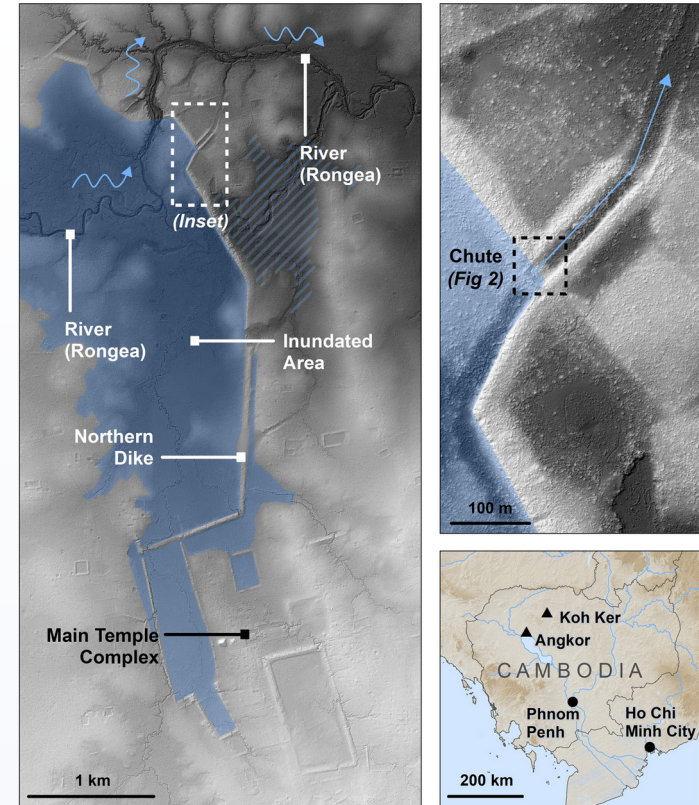 River
(Rongea)
(Inset)
River
(Rongea)
Inundated
Area
Northern
Dike
Main Temple
Complex
1 km
Chute
(Fig 2)
100 m
Koh Ker
Angkor
CAMBODIA
Phnom
Penh
Ho Chi
Minh City
200 km